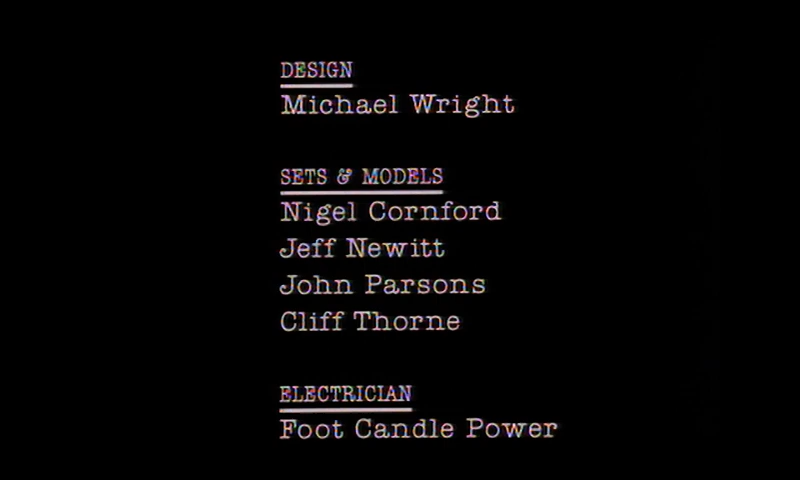 DESIGN
Michael Wright
SETS & MODELS
Nigel Cornford
Jeff Newitt
John Parsons
Cliff Thorne
ELECTRICIAN
Foot Candle Power